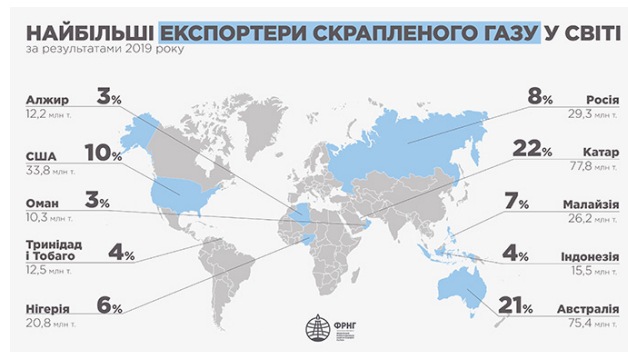 НАЙБІЛЬШІ ЕКСПОРТЕРИ СКРАПЛЕНОГО ГАЗУ У СВІТІ
за результатами 2019 року
Алжир 3%
12,2 млн т.
США 10%
33,8 млн т.
Оман 3%
10,3 млн т.
Тринідад
і Тобаго 4%
12,5 млн т.
Нігерія 6%
20,8 млн т.
8% Росія
29,3 млн т.
22% Катар
77,8 млн т.
7% Малайзія
26,2 млн т.
4% Індонезія
15,5 млн т.
21% Австралія
75,4 млн т.
ФРНГ